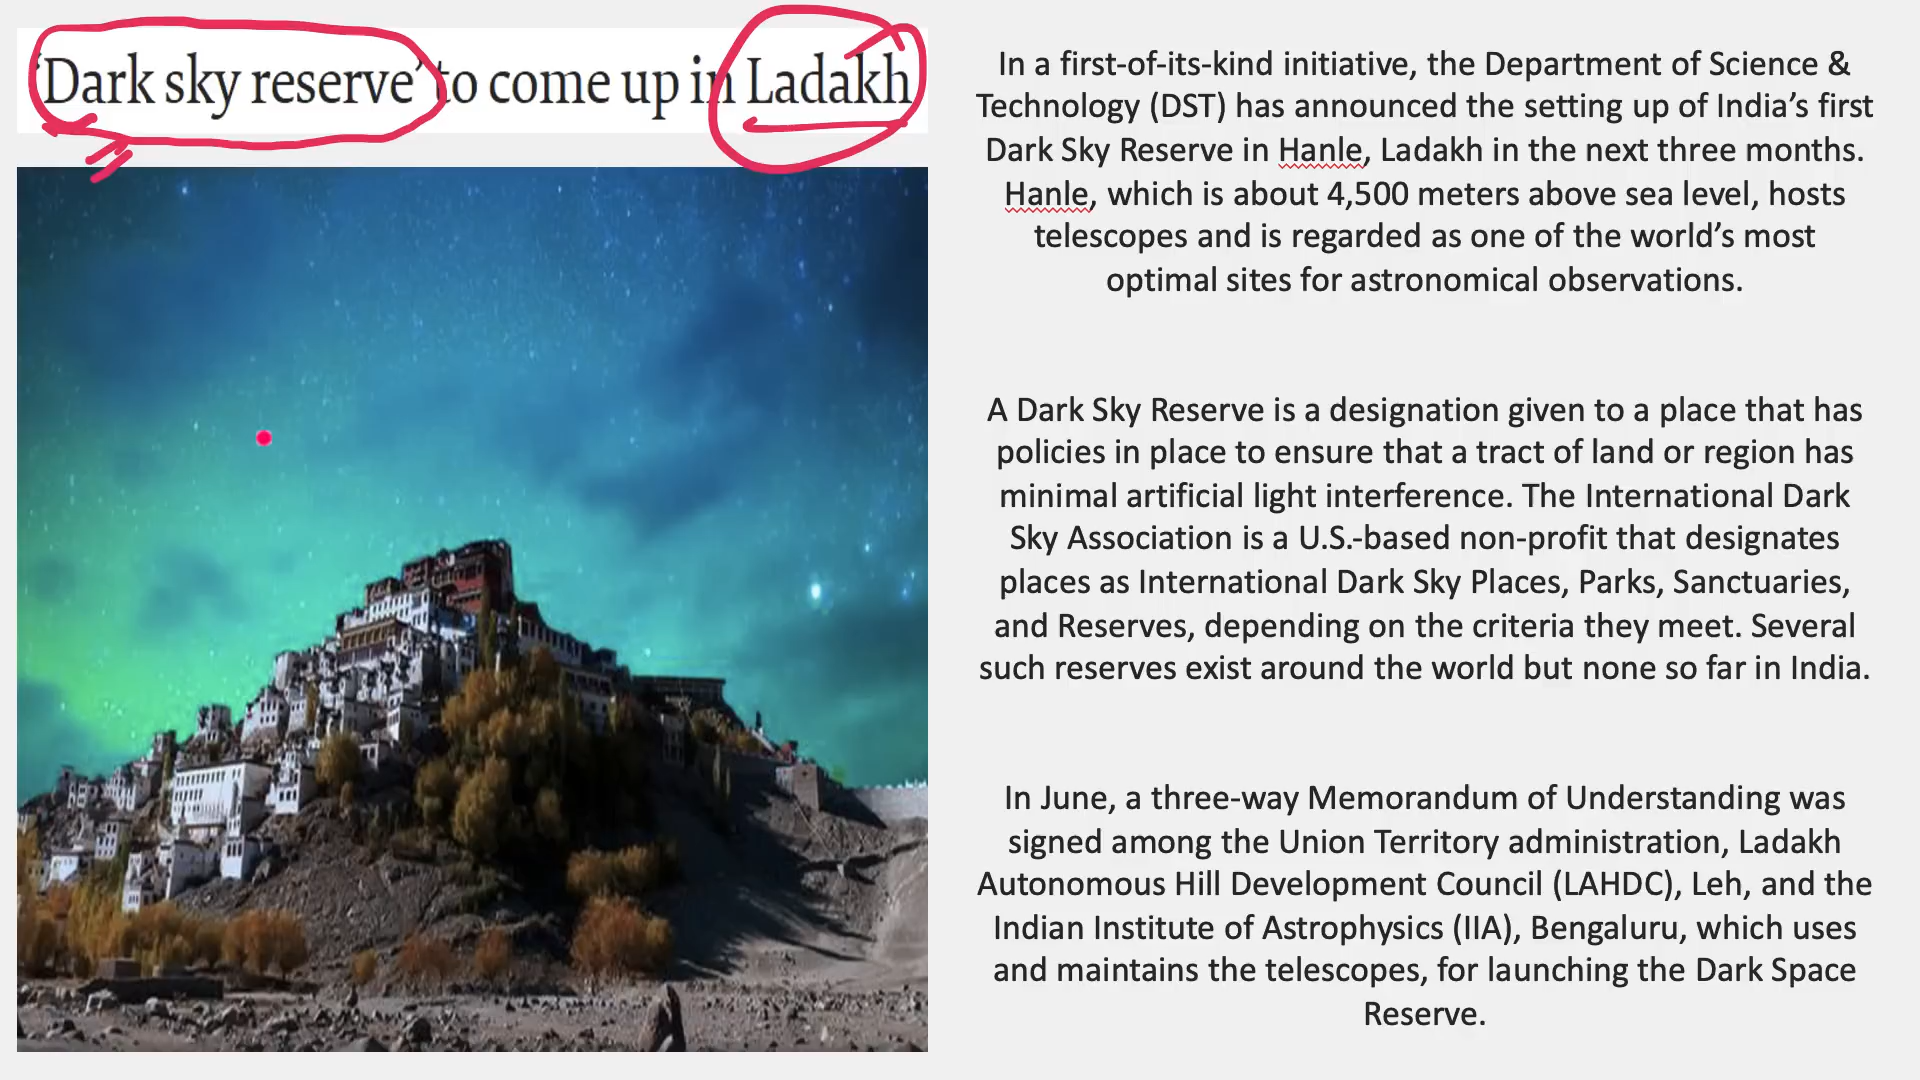 ‘Dark sky reserve’ to come up in Ladakh
In a first-of-its-kind initiative, the Department of Science &
Technology (DST) has announced the setting up of India’s first
Dark Sky Reserve in Hanle, Ladakh in the next three months.
Hanle, which is about 4,500 meters above sea level, hosts
telescopes and is regarded as one of the world’s most
optimal sites for astronomical observations.
A Dark Sky Reserve is a designation given to a place that has
policies in place to ensure that a tract of land or region has
minimal artificial light interference. The International Dark
Sky Association is a U.S.-based non-profit that designates
places as International Dark Sky Places, Parks, Sanctuaries,
and Reserves, depending on the criteria they meet. Several
such reserves exist around the world but none so far in India.
In June, a three-way Memorandum of Understanding was
signed among the Union Territory administration, Ladakh
Autonomous Hill Development Council (LAHDC), Leh, and the
Indian Institute of Astrophysics (IIA), Bengaluru, which uses
and maintains the telescopes, for launching the Dark Space
Reserve.